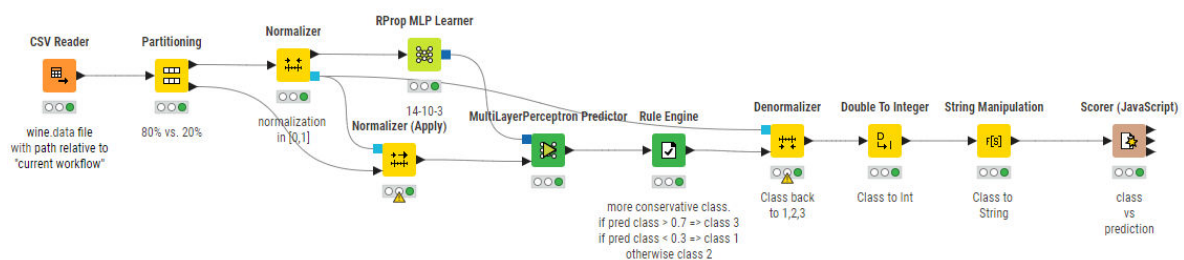 CSV Reader
wine.data file
with path relative to
"current workflow"
Partitioning
80% vs. 20%
Normalizer
normalization
in [0,1]
RProp MLP Learner
14-10-3
Normalizer (Apply)
MultiLayerPerceptron Predictor
Rule Engine
more conservative class.
if pred class > 0.7 => class 3
if pred class < 0.3 => class 1
otherwise class 2
Denormalizer
Class back
to 1,2,3
Double To Integer
D
I
Class to Int
String Manipulation
F[S]
Class to
String
Scorer (JavaScript)
class
vs
prediction